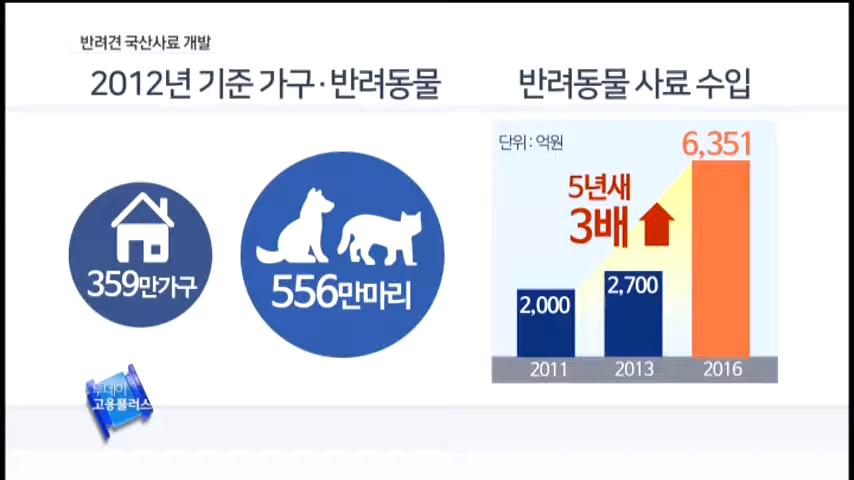 반려견 국산사료 개발
2012년 기준 가구·반려동물
반려동물 사료 수입
359만가구
556만마리
단위 : 억원
6,351
5년새
3배
2,000
2,700
2011
2013
2016
투데이
고용플러스